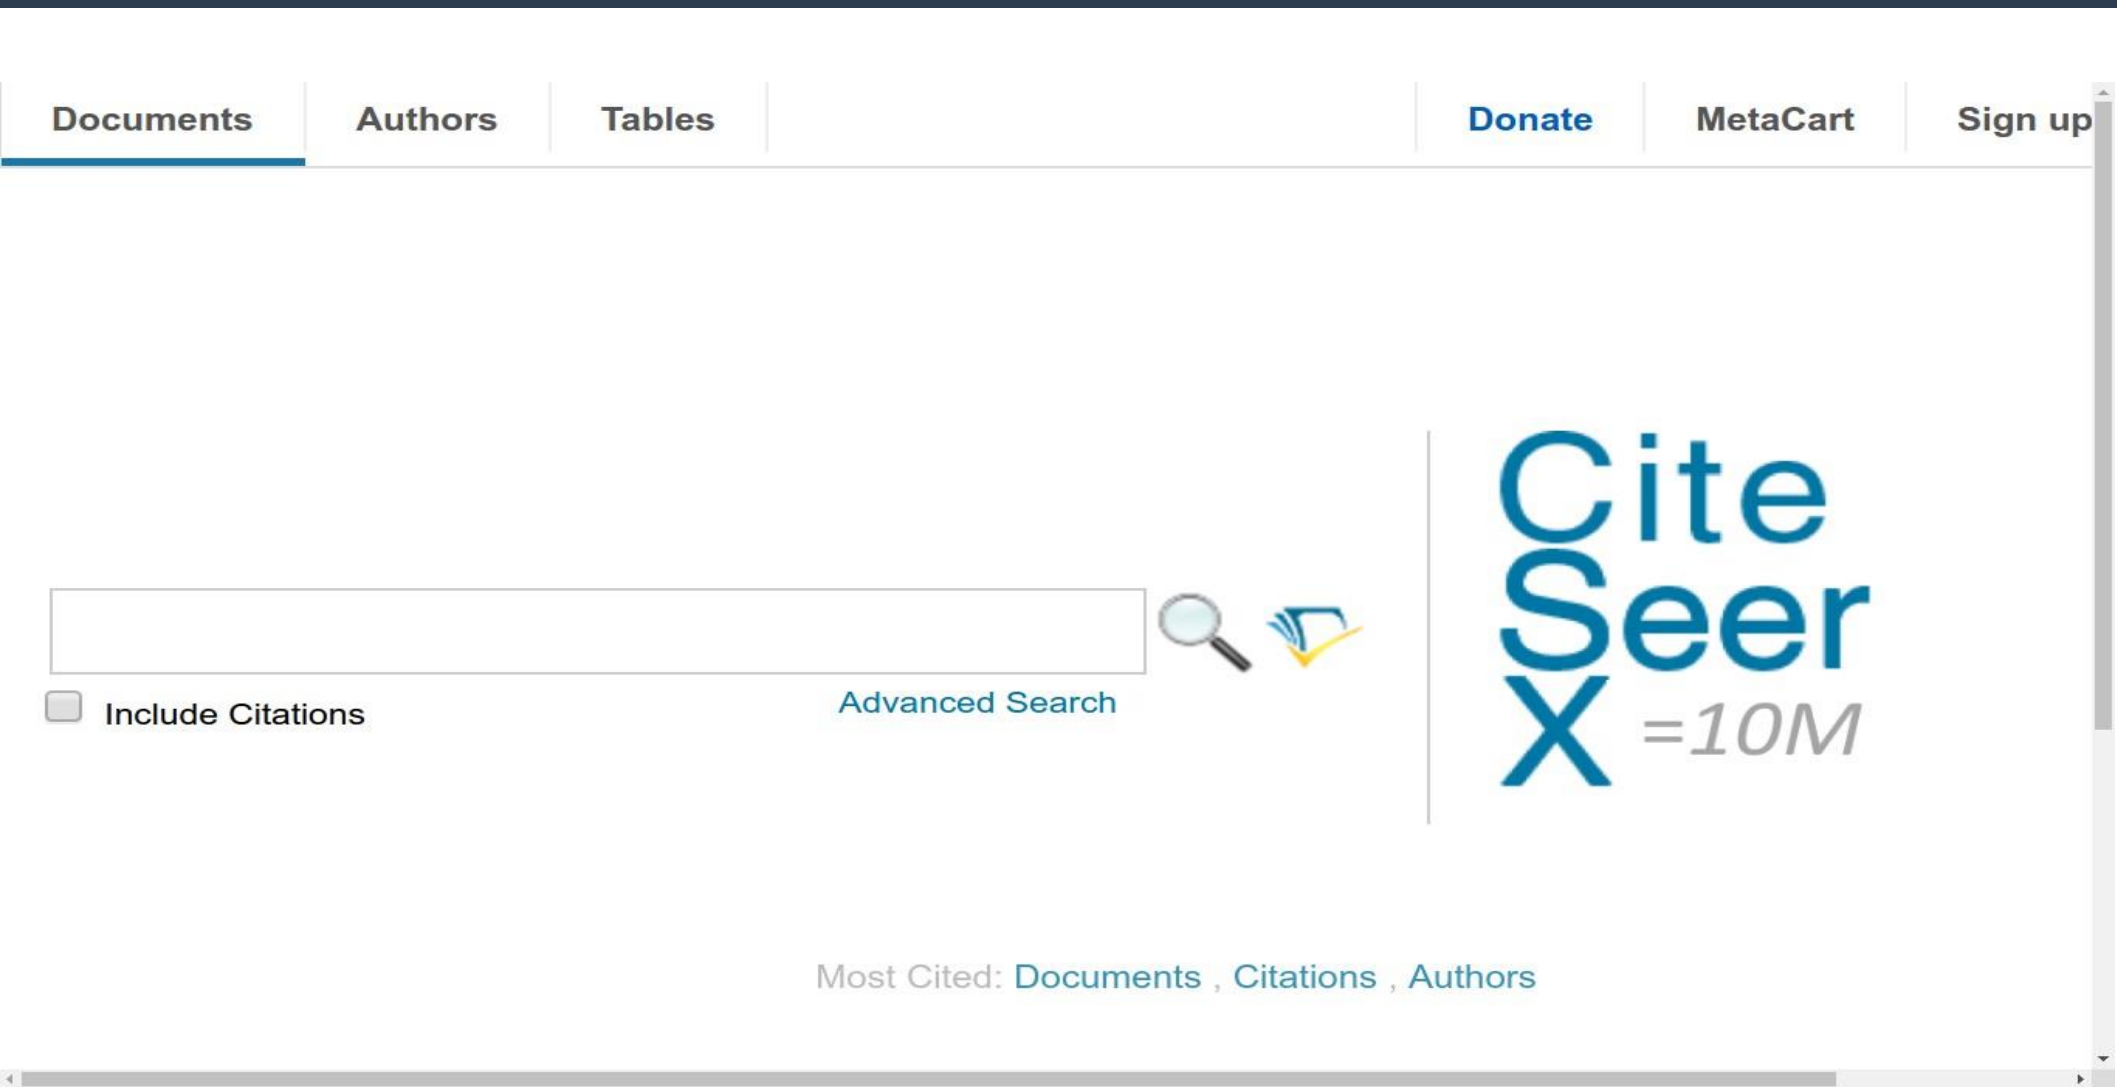 Documents Authors Tables Donate MetaCart Sign up
Cite
Seer
X =10M
Include Citations Advanced Search
Most Cited: Documents , Citations , Authors